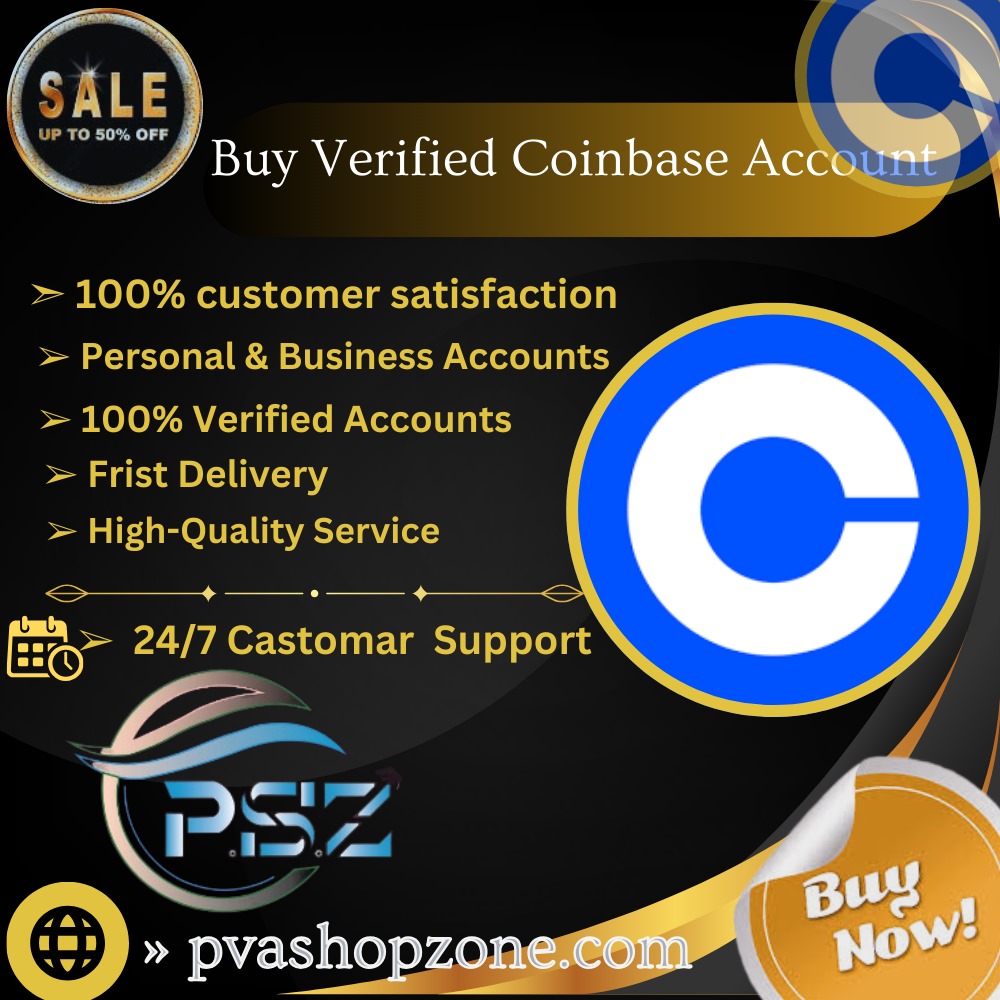 SALE
UP TO 50% OFF
Buy Verified Coinbase Account
➢ 100% customer satisfaction
➢ Personal & Business Accounts
➢ 100% Verified Accounts
➢ Frist Delivery
➢ High-Quality Service
➢ 24/7 Castomar Support
P.S.Z
» pvashopzone.com
Buy
Now!